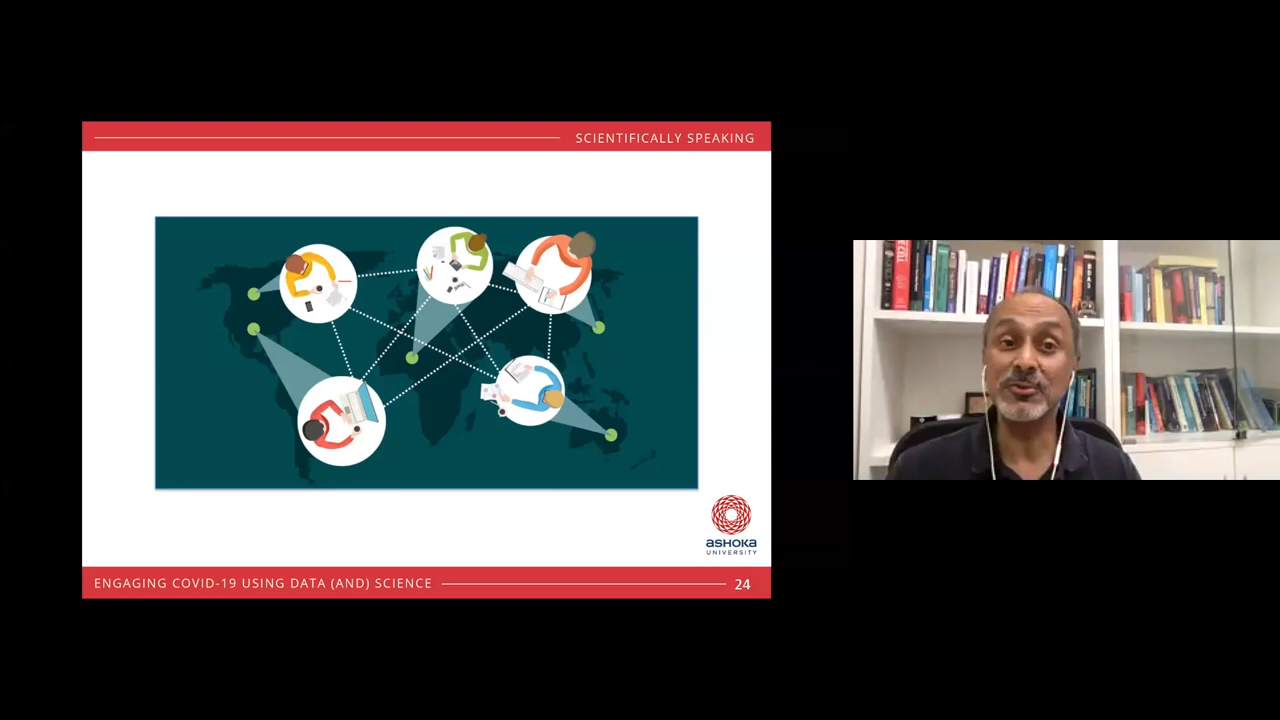 SCIENTIFICALLY SPEAKING
ASHOKA
UNIVERSITY
ENGAGING COVID-19 USING DATA (AND) SCIENCE
24